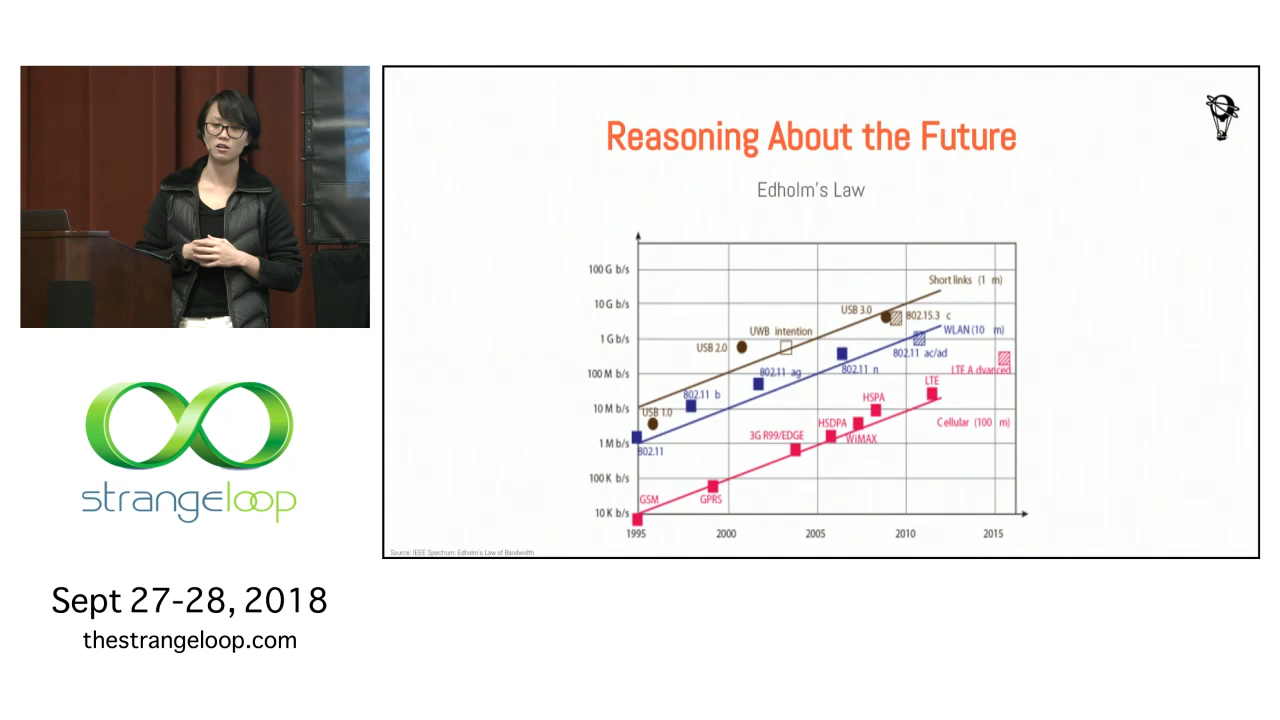 Reasoning About the Future
Edholm's Law
100 G b/s
10 G b/s
1 G b/s
100 M b/s
10 M b/s
1 M b/s
100 K b/s
10 K b/s
1995
2000
2005
2010
2015
Short links (1 m)
USB 3.0
802.15.3 c
WLAN (10 m)
UWB intention
USB 2.0
802.11 ac/ad
802.11 n
802.11 ag
LTE A dvanced
LTE
802.11 b
HSPA
USB 1.0
HSDPA
Cellular (100 m)
3G R99/EDGE
WiMAX
802.11
GSM
GPRS
Source: IEEE Spectrum: Edholm's Law of Bandwidth
strangeloop
Sept 27-28, 2018
thestrangeloop.com